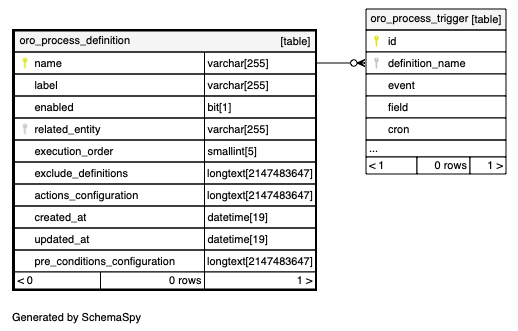 oro_process_definition [table]
name varchar[255]
label varchar[255]
enabled bit[1]
related_entity varchar[255]
execution_order smallint[5]
exclude_definitions longtext[2147483647]
actions_configuration longtext[2147483647]
created_at datetime[19]
updated_at datetime[19]
pre_conditions_configuration longtext[2147483647]
< 0 0 rows 1 >
oro_process_trigger [table]
id
definition_name
event
field
cron
...
< 1 0 rows 1 >
Generated by SchemaSpy